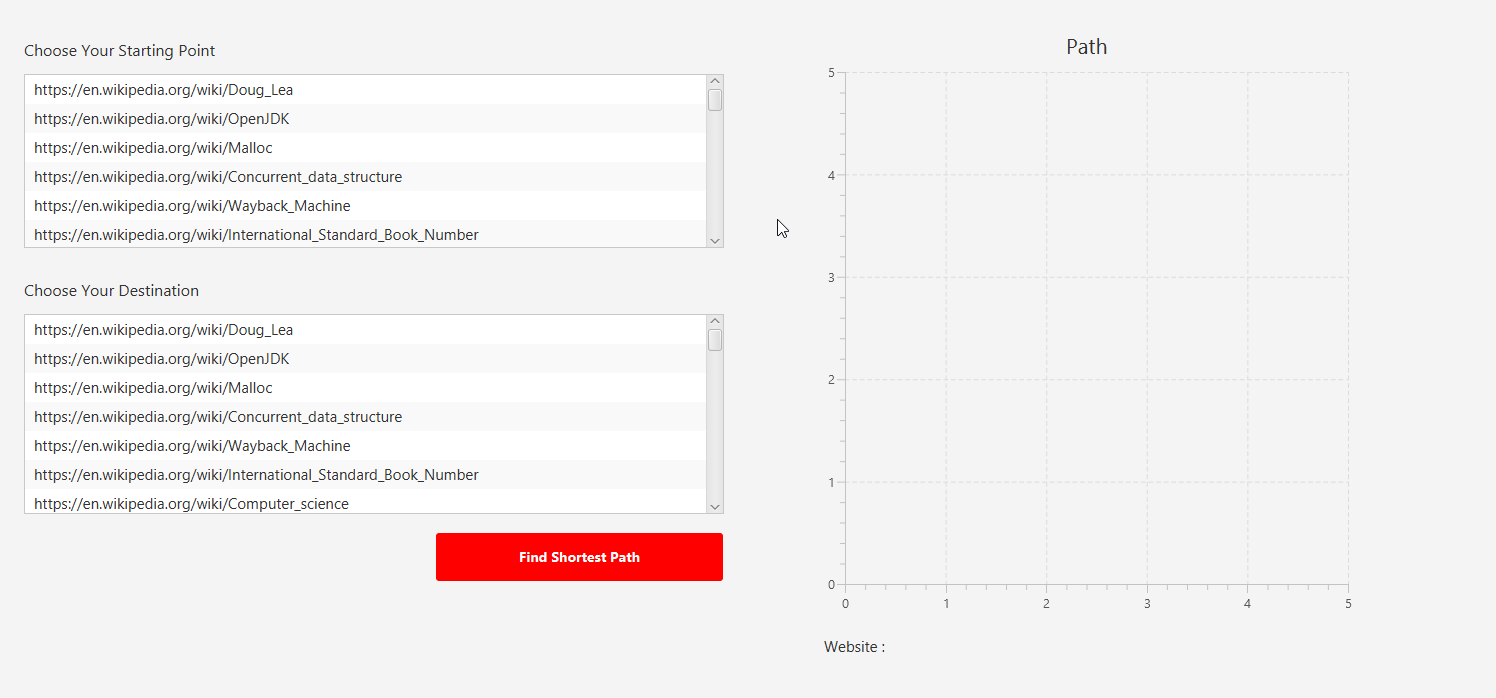 Choose Your Starting Point
https://en.wikipedia.org/wiki/Doug_Lea
https://en.wikipedia.org/wiki/OpenJDK
https://en.wikipedia.org/wiki/Malloc
https://en.wikipedia.org/wiki/Concurrent_data_structure
https://en.wikipedia.org/wiki/Wayback_Machine
https://en.wikipedia.org/wiki/International_Standard_Book_Number
Choose Your Destination
https://en.wikipedia.org/wiki/Doug_Lea
https://en.wikipedia.org/wiki/OpenJDK
https://en.wikipedia.org/wiki/Malloc
https://en.wikipedia.org/wiki/Concurrent_data_structure
https://en.wikipedia.org/wiki/Wayback_Machine
https://en.wikipedia.org/wiki/International_Standard_Book_Number
https://en.wikipedia.org/wiki/Computer_science
Find Shortest Path
Path
5
4
3
2
1
0
0 1 2 3 4 5
Website :